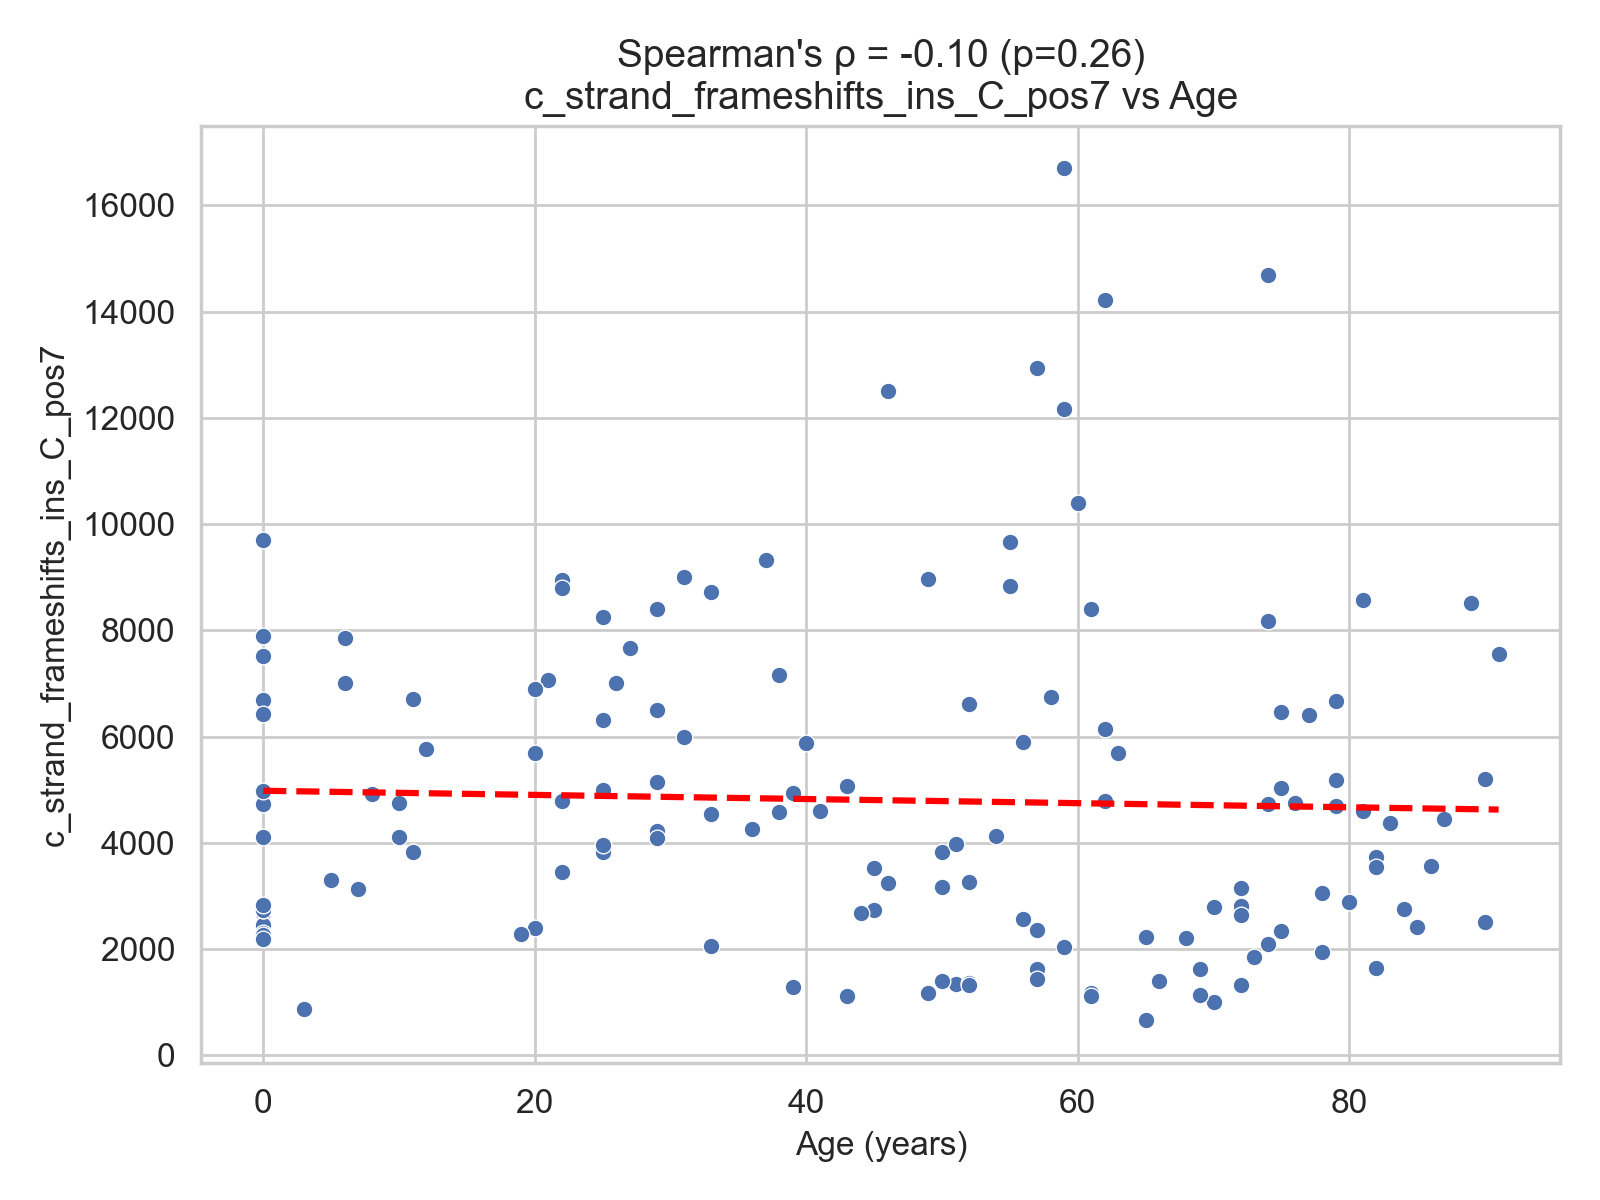 Spearman's ρ = -0.10 (p=0.26)
c_strand_frameshifts_ins_C_pos7 vs Age
c_strand_frameshifts_ins_C_pos7
16000
14000
12000
10000
8000
6000
4000
2000
0
0 20 40 60 80
Age (years)